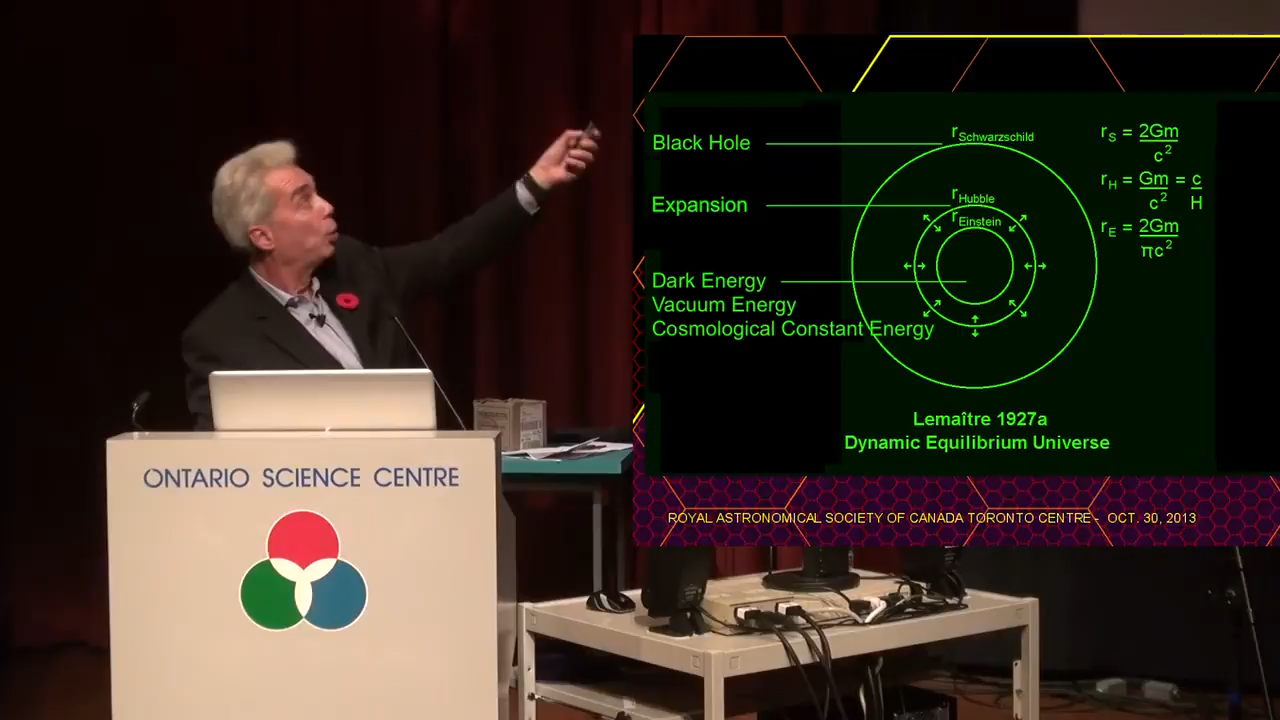 Black Hole
Expansion
Dark Energy
Vacuum Energy
Cosmological Constant Energy
rSchwarzschild
rHubble
rEinstein
rS = 2Gm/c²
rH = Gm/c² = c/H
rE = 2Gm/πc²
Lemaître 1927a
Dynamic Equilibrium Universe
ROYAL ASTRONOMICAL SOCIETY OF CANADA TORONTO CENTRE - OCT. 30, 2013
ONTARIO SCIENCE CENTRE